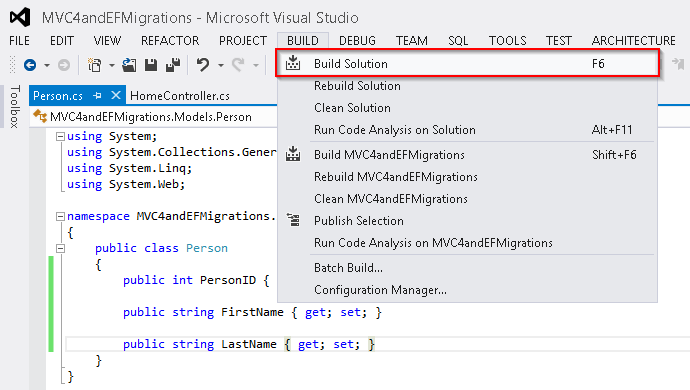 MVC4andEFMigrations - Microsoft Visual Studio
FILE EDIT VIEW REFACTOR PROJECT BUILD DEBUG TEAM SQL TOOLS TEST ARCHITECTURE
Build Solution F6
Rebuild Solution
Clean Solution
Run Code Analysis on Solution Alt+F11
Build MVC4andEFMigrations Shift+F6
Rebuild MVC4andEFMigrations
Clean MVC4andEFMigrations
Publish Selection
Run Code Analysis on MVC4andEFMigrations
Batch Build...
Configuration Manager...
Toolbox
Person.cs HomeController.cs
MVC4andEFMigrations.Models.Person
using System;
using System.Collections.Gener
using System.Linq;
using System.Web;
namespace MVC4andEFMigrations.
{
public class Person
{
public int PersonID {
public string FirstName { get; set; }
public string LastName { get; set; }
}
}